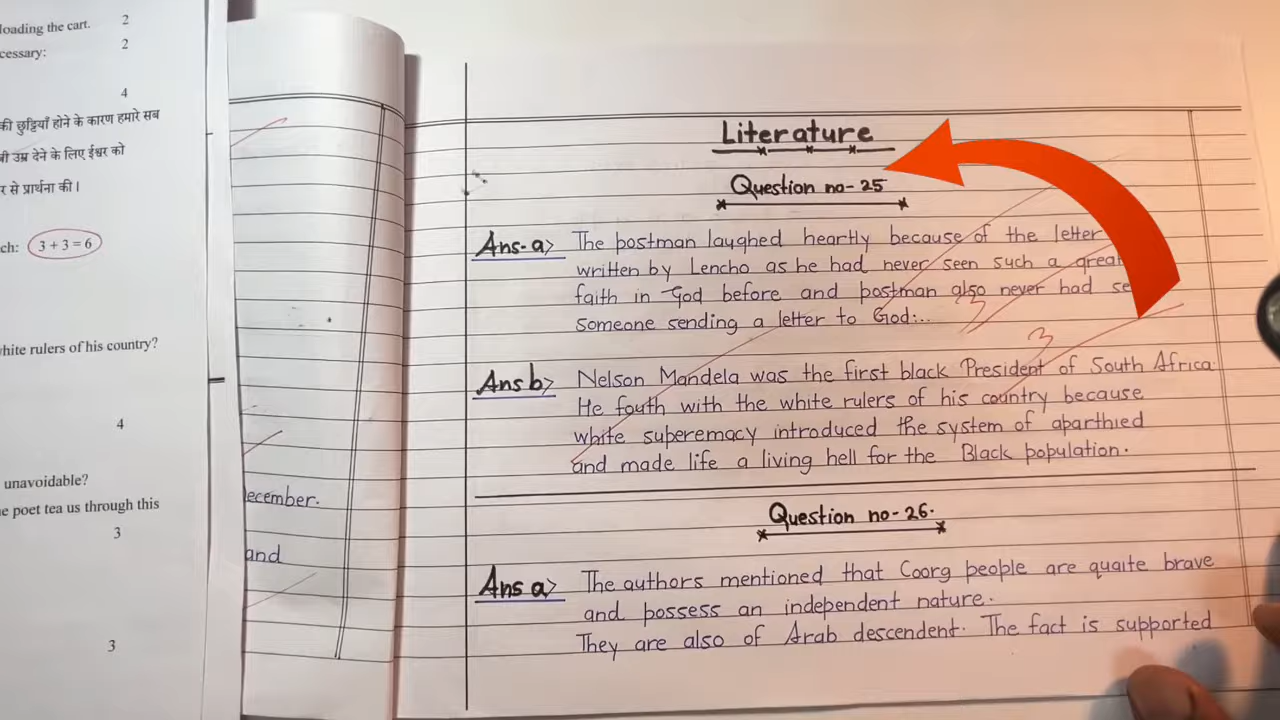 loading the cart. 2
cessary: 2
4
की छुट्टियाँ होने के कारण हमारे सब
बी उम्र देने के लिए ईश्वर को
र से प्रार्थना की।
ch: 3 + 3 = 6
white rulers of his country?
4
unavoidable?
e poet tea us through this
3
3
ecember.
and
Literature
Question no- 25
Ans-a> The postman laughed heartly because of the letter
written by Lencho as he had never seen such a grea
faith in God before and postman also never had se
someone sending a letter to God:..
3
3
Ans b> Nelson Mandela was the first black President of South Africa.
He fouth with the white rulers of his country because
white superemacy introduced the system of aparthied
and made life a living hell for the Black population.
Question no- 26.
Ans a> The authors mentioned that Coorg people are quaite brave
and possess an independent nature.
They are also of Arab descendent. The fact is supported